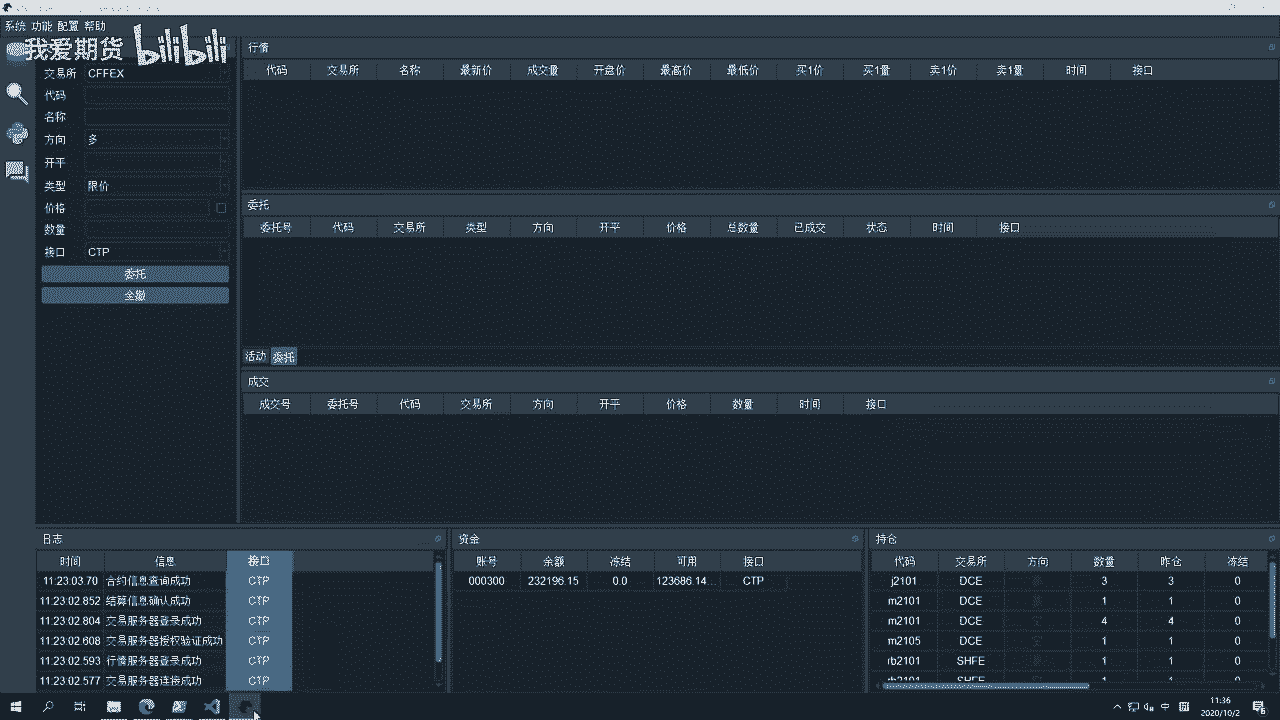 系统 功能 配置 帮助
我爱期货 bilibili
交易所 CFFEX
代码
名称
方向 多
开平
类型 限价
价格
数量
接口 CTP
委托
全撤
行情
代码 交易所 名称 最新价 成交量 开盘价 最高价 最低价 买1价 买1量 卖1价 卖1量 时间 接口
委托
委托号 代码 交易所 类型 方向 开平 价格 总数量 已成交 状态 时间 接口
活动 委托
成交
成交号 委托号 代码 交易所 方向 开平 价格 数量 时间 接口
日志
时间 信息 接口
11:23:03.70 合约信息查询成功 CTP
11:23:02.852 结算信息确认成功 CTP
11:23:02.804 交易服务器登录成功 CTP
11:23:02.608 交易服务器授权验证成功 CTP
11:23:02.593 行情服务器登录成功 CTP
11:23:02.577 交易服务器连接成功 CTP
资金
账号 余额 冻结 可用 接口
000300 232196.15 0.0 123686.14... CTP
持仓
代码 交易所 方向 数量 昨仓 冻结
j2101 DCE 3 3 0
m2101 DCE 1 1 0
m2101 DCE 空 4 4 0
m2105 DCE 空 1 1 0
rb2101 SHFE 1 1 0
rb2101 SHFE 1 1 0
中
11:36
2020/10/2